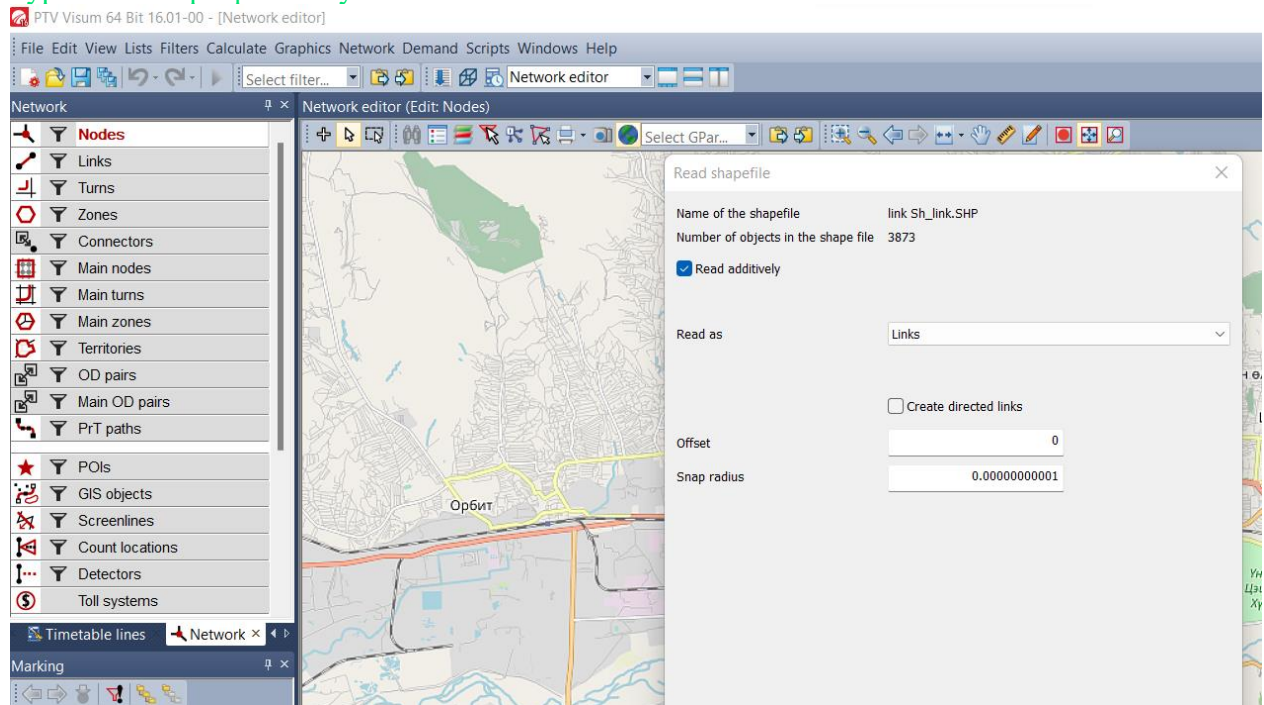 PTV Visum 64 Bit 16.01-00 - [Network editor]
File Edit View Lists Filters Calculate Graphics Network Demand Scripts Windows Help
Select filter... Network editor
Network
Network editor (Edit: Nodes)
Select GPar...
Nodes
Links
Turns
Zones
Connectors
Main nodes
Main turns
Main zones
Territories
OD pairs
Main OD pairs
PrT paths
POIs
GIS objects
Screenlines
Count locations
Detectors
Toll systems
Timetable lines Network
Marking
Орбит
Read shapefile
Name of the shapefile link Sh_link.SHP
Number of objects in the shape file 3873
Read additively
Read as Links
Create directed links
Offset 0
Snap radius 0.00000000001